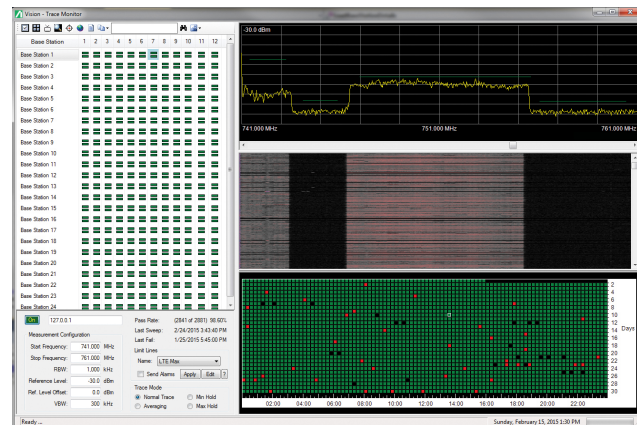 Vision - Trace Monitor
Base Station 1 2 3 4 5 6 7 8 9 10 11 12
Base Station 1
Base Station 2
Base Station 3
Base Station 4
Base Station 5
Base Station 6
Base Station 7
Base Station 8
Base Station 9
Base Station 10
Base Station 11
Base Station 12
Base Station 13
Base Station 14
Base Station 15
Base Station 16
Base Station 17
Base Station 18
Base Station 19
Base Station 20
Base Station 21
Base Station 22
Base Station 23
Base Station 24
-30.0 dBm
741.000 MHz 751.000 MHz 761.000 MHz
2
4
6
8
10
12
14
16
18
20
22
24
26
28
30
Days
02:00 04:00 06:00 08:00 10:00 12:00 14:00 16:00 18:00 20:00 22:00
On 127.0.0.1
Measurement Configuration
Start Frequency: 741.000 MHz
Stop Frequency: 761.000 MHz
RBW: 1.000 kHz
Reference Level: -30.0 dBm
Ref. Level Offset: 0.0 dBm
VBW: 300 kHz
Pass Rate: (2041 of 2081) 98.60%
Last Sweep: 2/24/2015 3:43:40 PM
Last Fail: 1/25/2015 5:45:00 PM
Limit Lines
Name: LTE Max
Send Alarms Apply Edit ?
Trace Mode
Normal Trace Min Hold
Averaging Max Hold
Ready ...
Sunday, February 15, 2015 1:30 PM